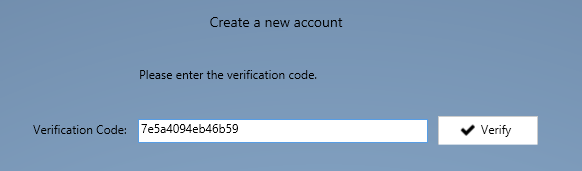 Create a new account
Please enter the verification code.
Verification Code: 7e5a4094eb46b59 Verify